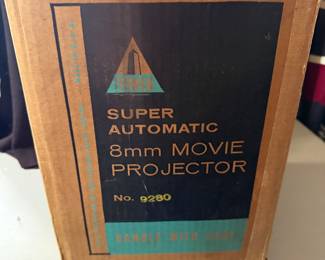 SUPER
AUTOMATIC
8mm MOVIE
PROJECTOR
No. 9280
HANDLE WITH CARE